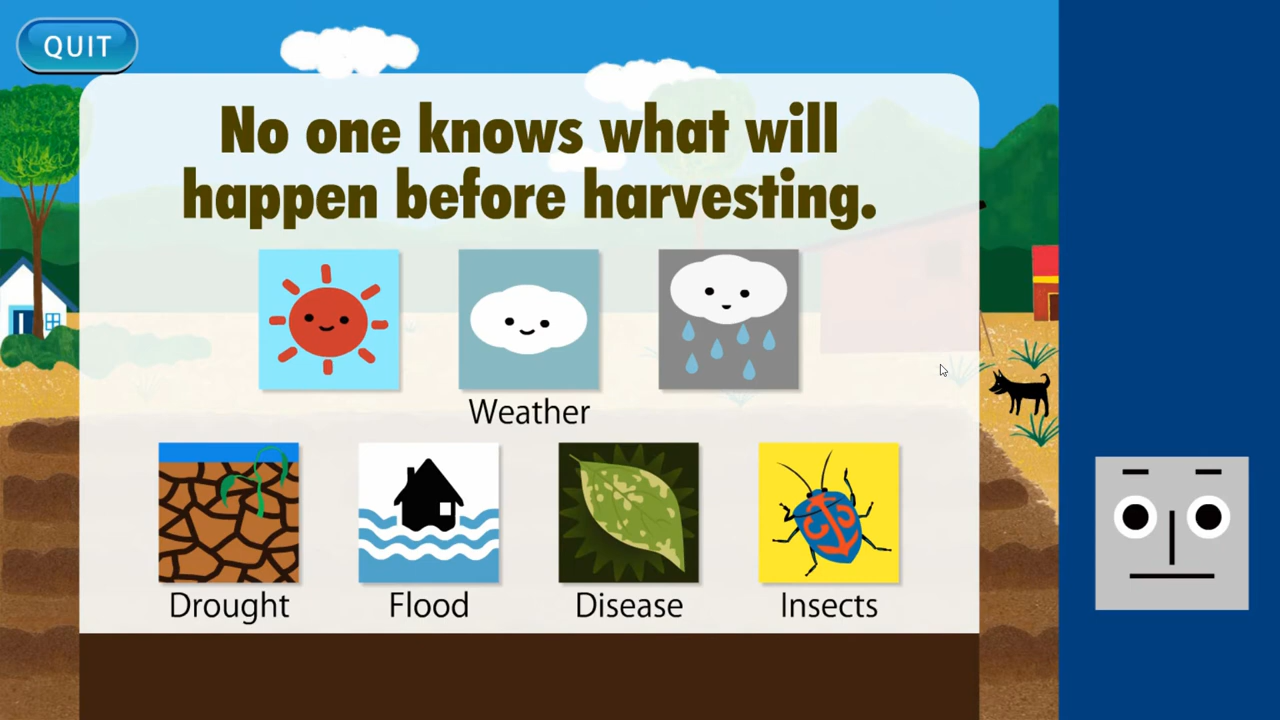 QUIT
No one knows what will
happen before harvesting.
Weather
Drought
Flood
Disease
Insects